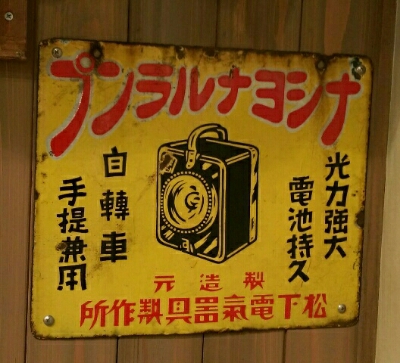 ナシヨナルランプ
光力強大
電池持久
自轉車
手提兼用
製造元
松下電氣器具製作所